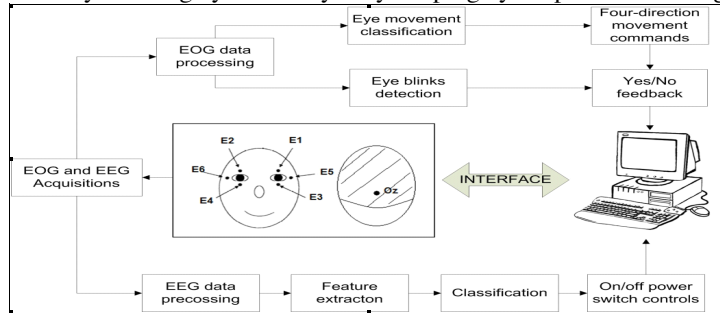 Eye movement
classification
Four-direction
movement
commands
EOG data
processing
Eye blinks
detection
Yes/No
feedback
E2
E1
E6
E5
E4
E3
Oz
EOG and EEG
Acquisitions
INTERFACE
EEG data
precossing
Feature
extracton
Classification
On/off power
switch controls